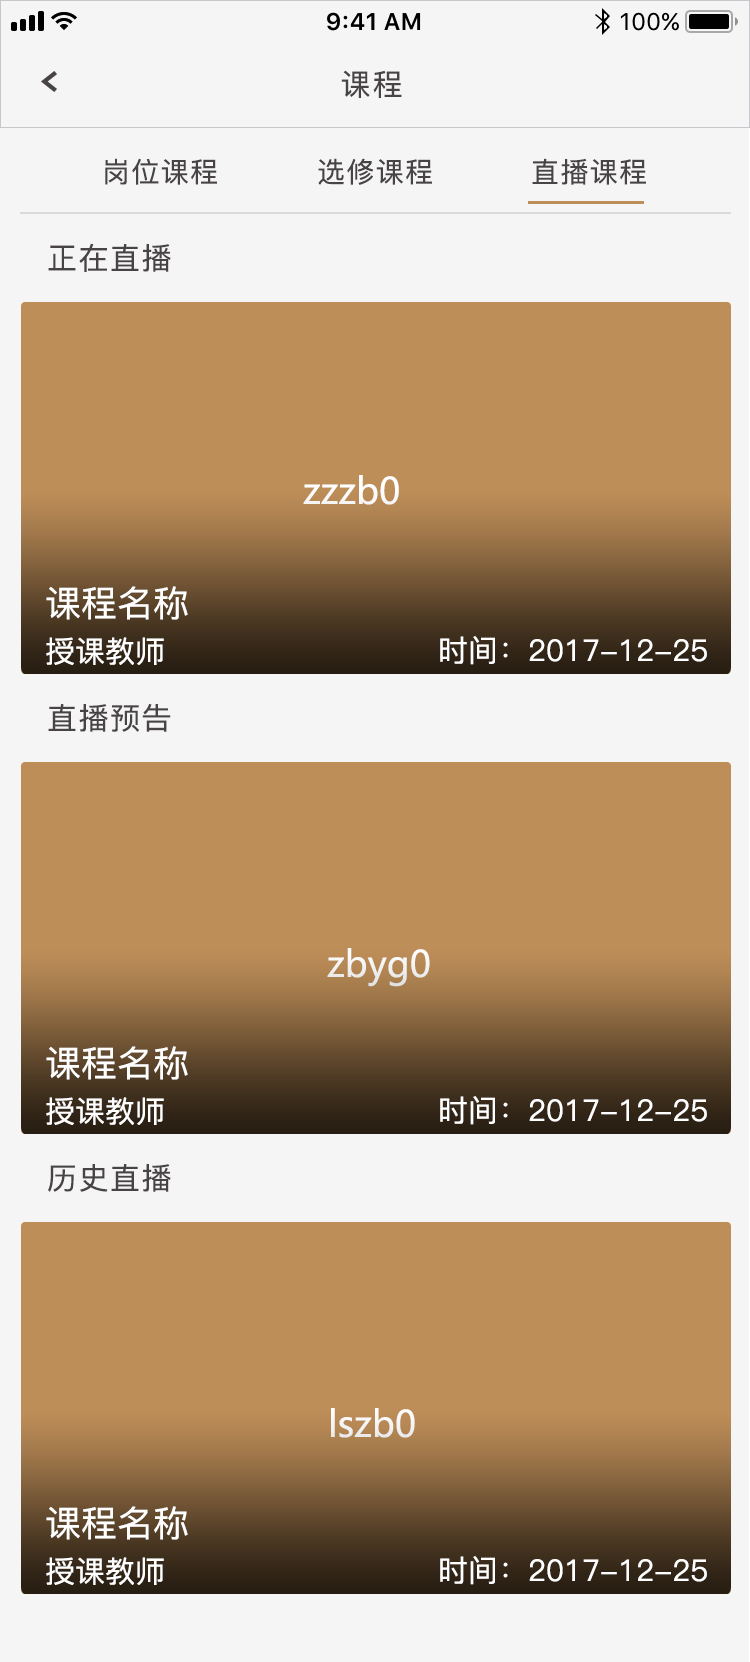 9:41 AM 100%
课程
岗位课程 选修课程 直播课程
正在直播
zzzb0
课程名称
授课教师 时间：2017-12-25
直播预告
zbyg0
课程名称
授课教师 时间：2017-12-25
历史直播
lszb0
课程名称
授课教师 时间：2017-12-25